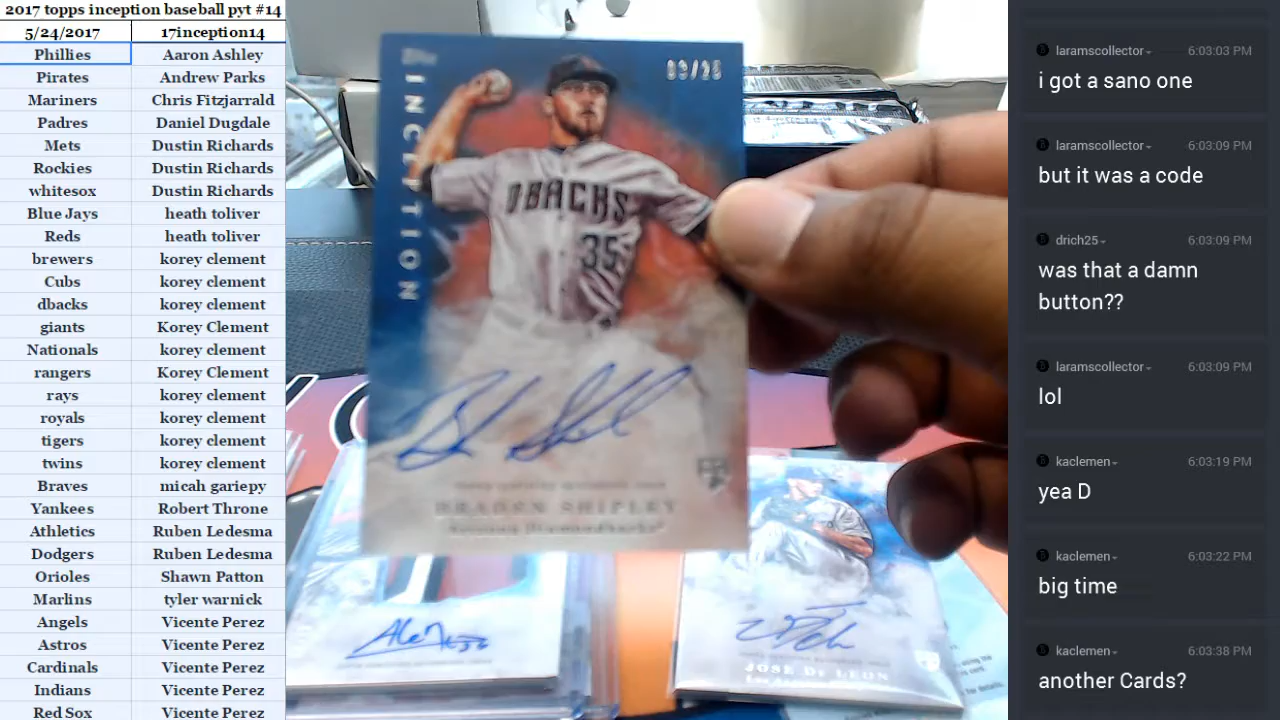 2017 topps inception baseball pyt #14
5/24/2017 17inception14
Phillies Aaron Ashley
Pirates Andrew Parks
Mariners Chris Fitzjarrald
Padres Daniel Dugdale
Mets Dustin Richards
Rockies Dustin Richards
whitesox Dustin Richards
Blue Jays heath toliver
Reds heath toliver
brewers korey clement
Cubs korey clement
dbacks korey clement
giants Korey Clement
Nationals korey clement
rangers Korey Clement
rays korey clement
royals korey clement
tigers korey clement
twins korey clement
Braves micah gariepy
Yankees Robert Throne
Athletics Ruben Ledesma
Dodgers Ruben Ledesma
Orioles Shawn Patton
Marlins tyler warnick
Angels Vicente Perez
Astros Vicente Perez
Cardinals Vicente Perez
Indians Vicente Perez
Red Sox Vicente Perez
INCEPTION
DBACKS
35
BRADEN SHIPLEY
Arizona Diamondbacks
JOSE DE LEON
laramscollector 6:03:03 PM
i got a sano one
laramscollector 6:03:09 PM
but it was a code
drich25 6:03:09 PM
was that a damn
button??
laramscollector 6:03:09 PM
lol
kaclemen 6:03:19 PM
yea D
kaclemen 6:03:22 PM
big time
kaclemen 6:03:38 PM
another Cards?